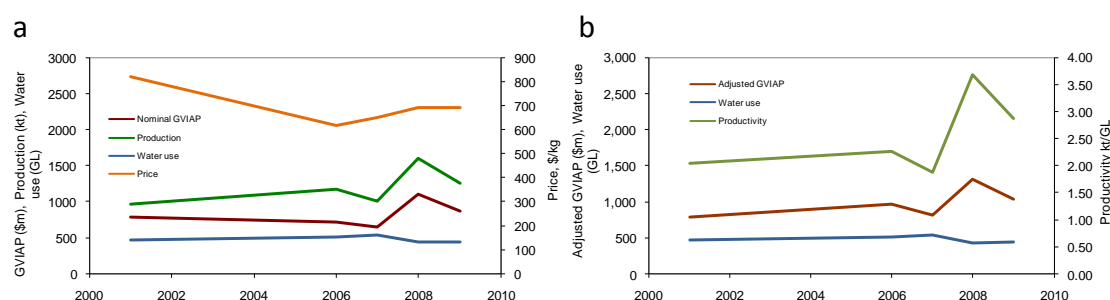 a
GVIAP ($m), Production (kt), Water
use (GL)
3000
2500
2000
1500
1000
500
0
Nominal GVIAP
Production
Water use
Price
900
800
700
600
500
400
300
200
100
0
Price, $/kg
2000 2002 2004 2006 2008 2010
b
Adjusted GVIAP ($m), Water use
(GL)
3,000
2,500
2,000
1,500
1,000
500
0
Adjusted GVIAP
Water use
Productivity
4.00
3.50
3.00
2.50
2.00
1.50
1.00
0.50
0.00
Productivity kt/GL
2000 2002 2004 2006 2008 2010